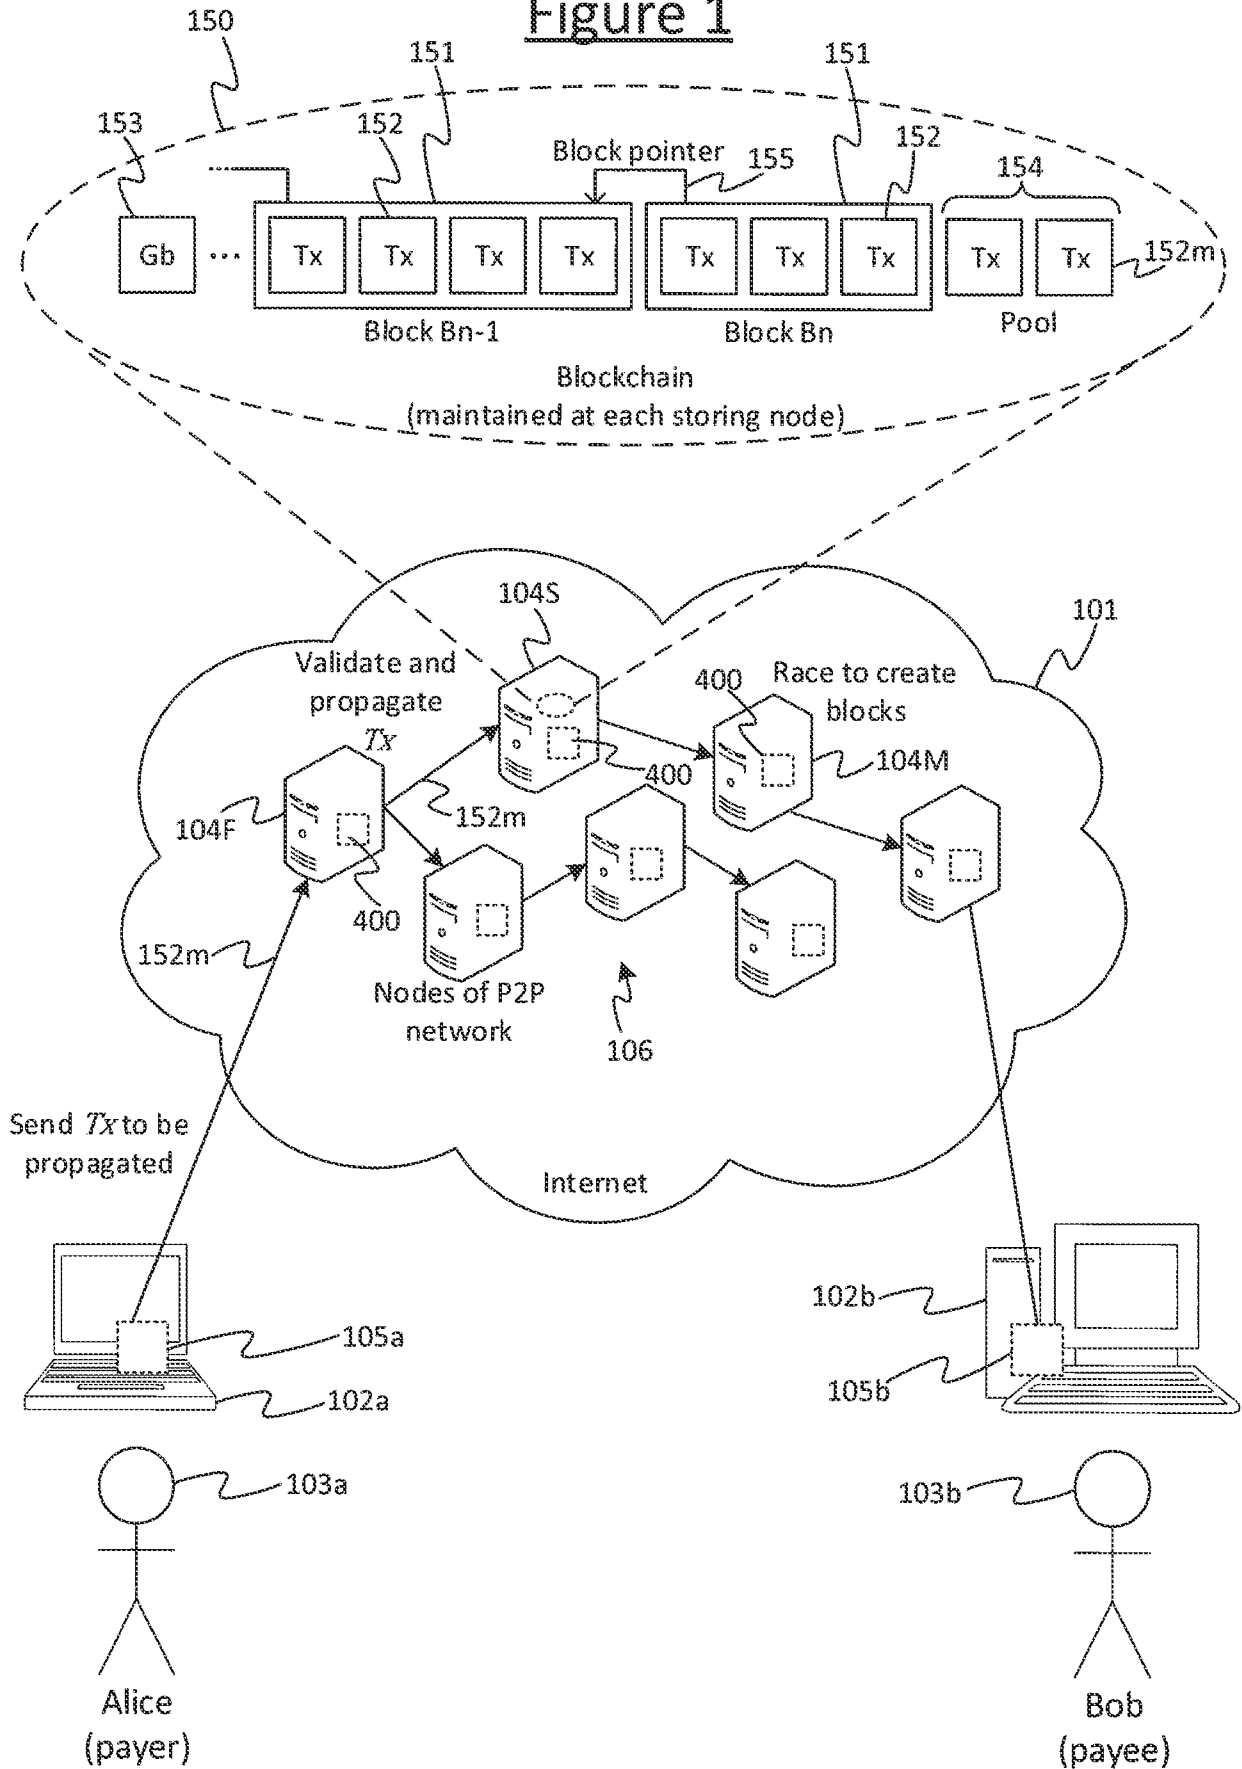 Figure 1
150
151
151
153
152
Block pointer
155
152
154
Gb
...
Tx
Tx
Tx
Tx
Tx
Tx
Tx
Tx
Tx
152m
Block Bn-1
Block Bn
Pool
Blockchain
(maintained at each storing node)
104S
101
Validate and
propagate
Tx
400
Race to create
blocks
104M
400
152m
104F
400
152m
Nodes of P2P
network
106
Send Tx to be
propagated
Internet
102b
105a
105b
102a
103a
103b
Alice
(payer)
Bob
(payee)